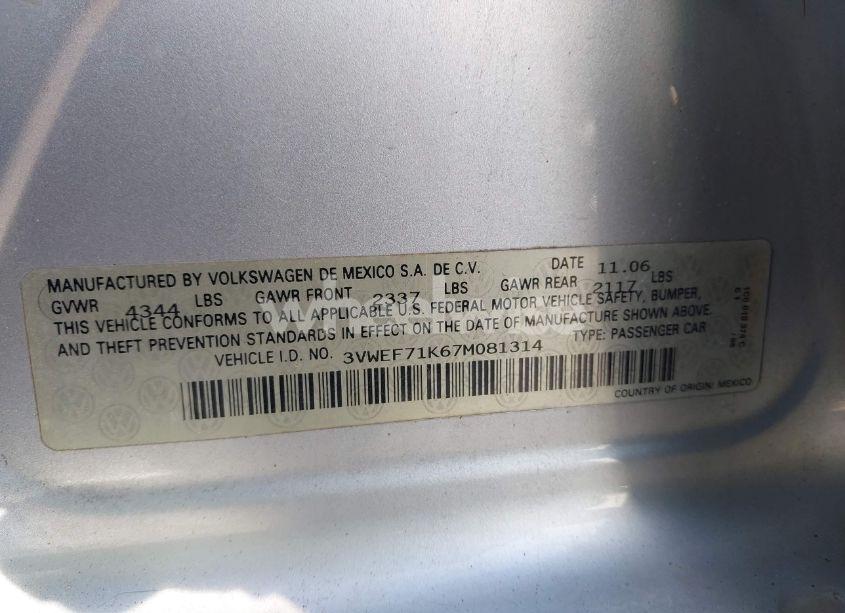 MANUFACTURED BY VOLKSWAGEN DE MEXICO S.A. DE C.V. DATE 11.06
GVWR 4344 LBS GAWR FRONT 2337 LBS GAWR REAR 2117 LBS
THIS VEHICLE CONFORMS TO ALL APPLICABLE U.S. FEDERAL MOTOR VEHICLE SAFETY, BUMPER,
AND THEFT PREVENTION STANDARDS IN EFFECT ON THE DATE OF MANUFACTURE SHOWN ABOVE.
VEHICLE I.D. NO. 3VWEF71K67M081314 TYPE: PASSENGER CAR
COUNTRY OF ORIGIN: MEXICO